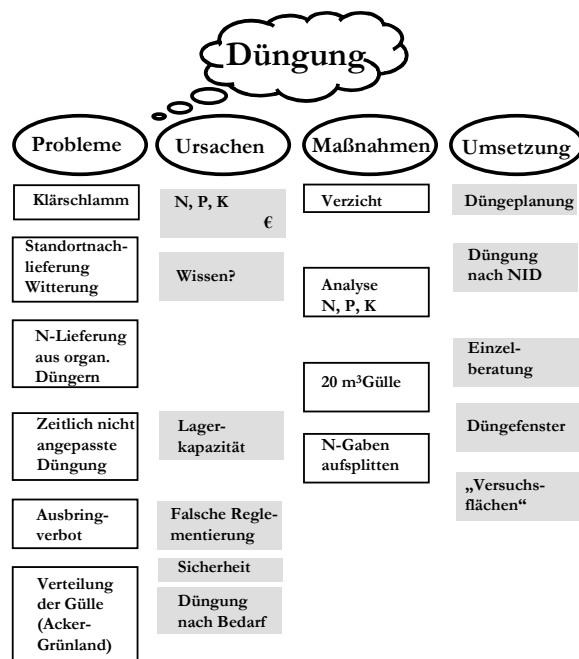 Düngung
Probleme
Klärschlamm
Standortnach-
lieferung
Witterung
N-Lieferung
aus organ.
Düngern
Zeitlich nicht
angepasste
Düngung
Ausbring-
verbot
Verteilung
der Gülle
(Acker-
Grünland)
Ursachen
N, P, K
€
Wissen?
Lager-
kapazität
Falsche Regle-
mentierung
Sicherheit
Düngung
nach Bedarf
Maßnahmen
Verzicht
Analyse
N, P, K
20 m³Gülle
N-Gaben
aufsplitten
Umsetzung
Düngeplanung
Düngung
nach NID
Einzel-
beratung
Düngefenster
„Versuchs-
flächen“